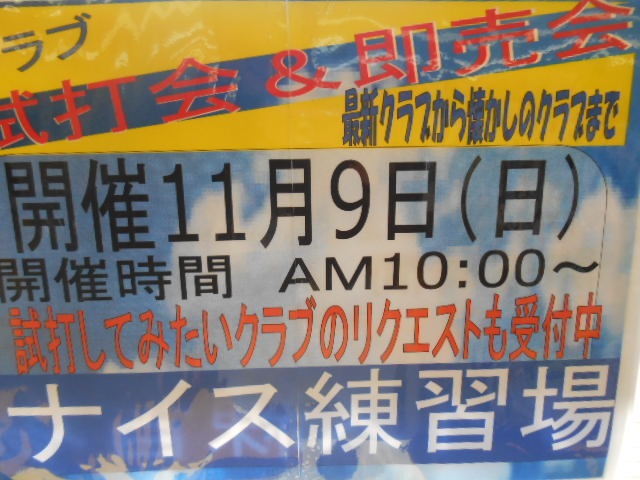 ラブ
試打会&即売会
最新クラブから懐かしのクラブまで
開催11月9日(日)
開催時間 AM10:00~
試打してみたいクラブのリクエストも受付中
ナイス練習場